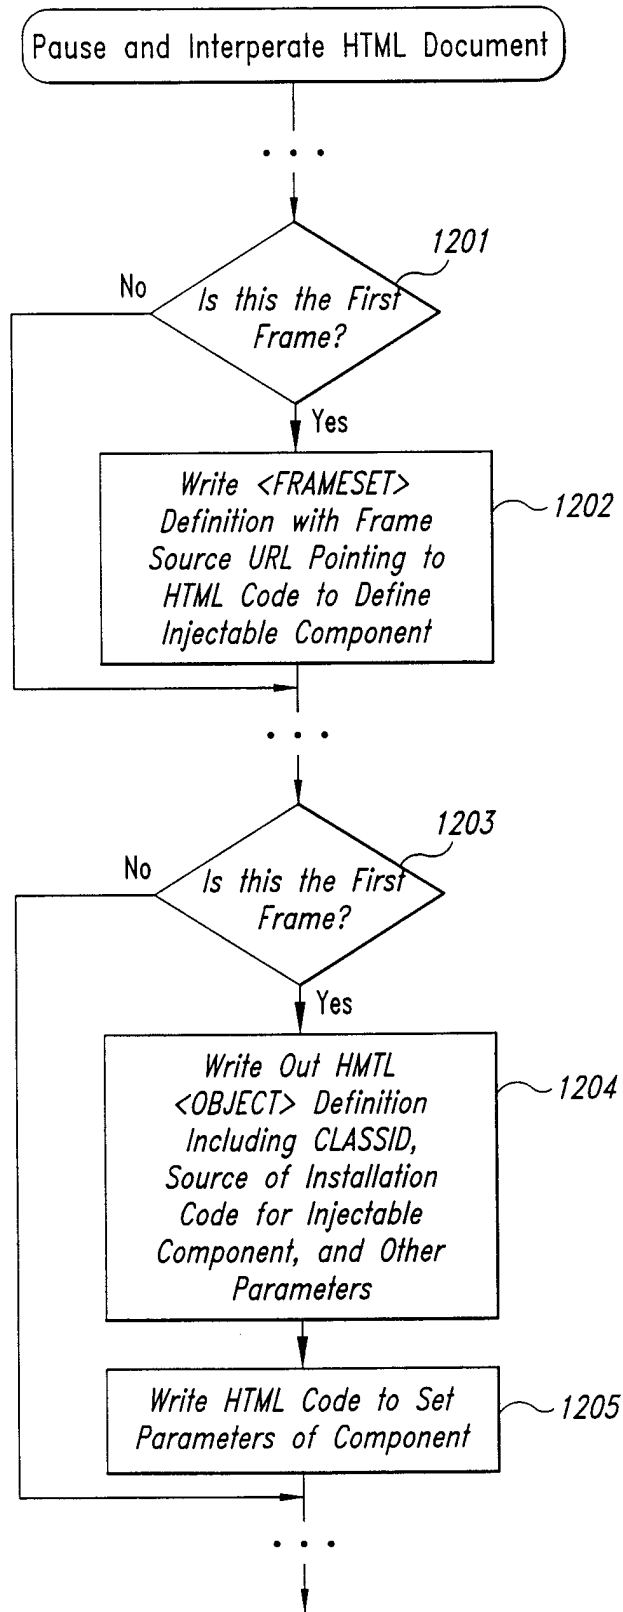 Pause and Interperate HTML Document
1201
No
Is this the First
Frame?
Yes
Write <FRAMESET>
Definition with Frame
Source URL Pointing to
HTML Code to Define
Injectable Component
1202
1203
No
Is this the First
Frame?
Yes
Write Out HMTL
<OBJECT> Definition
Including CLASSID,
Source of Installation
Code for Injectable
Component, and Other
Parameters
1204
Write HTML Code to Set
Parameters of Component
1205